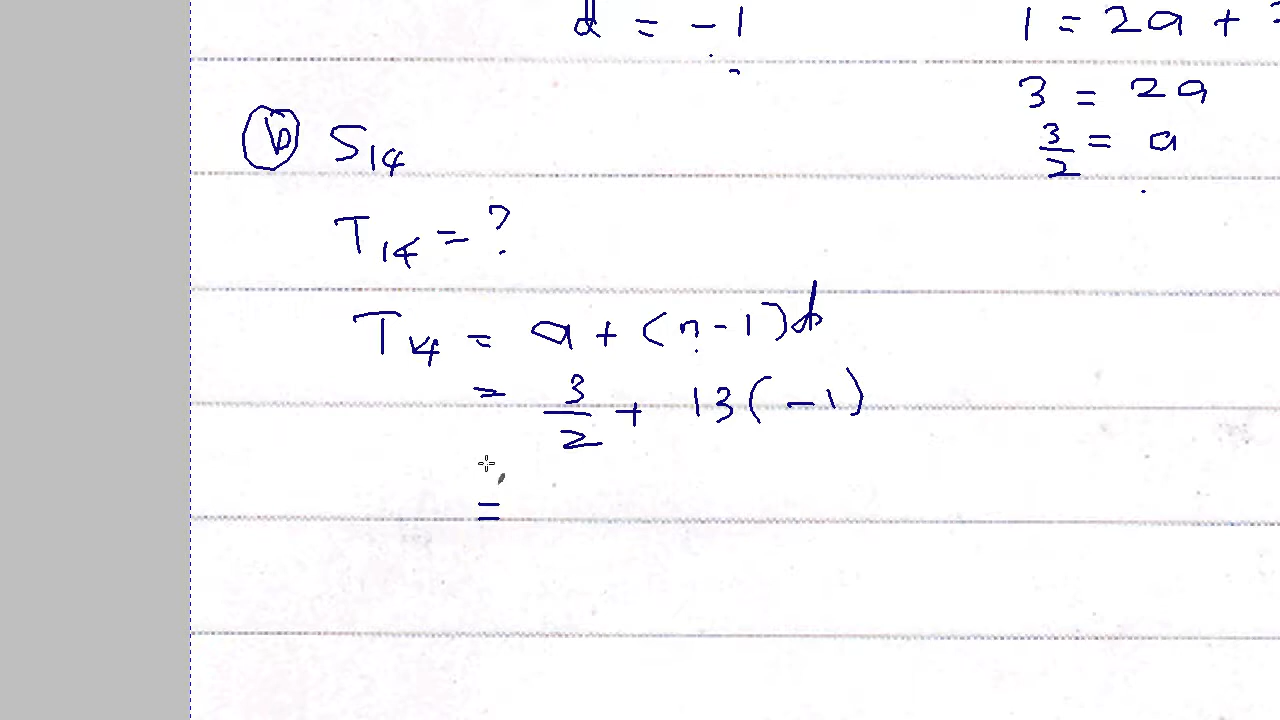 d = -1
1 = 2a +
3 = 2a
3/2 = a
(b) S14
T14 = ?
T14 = a + (n-1)d
= 3/2 + 13(-1)
=